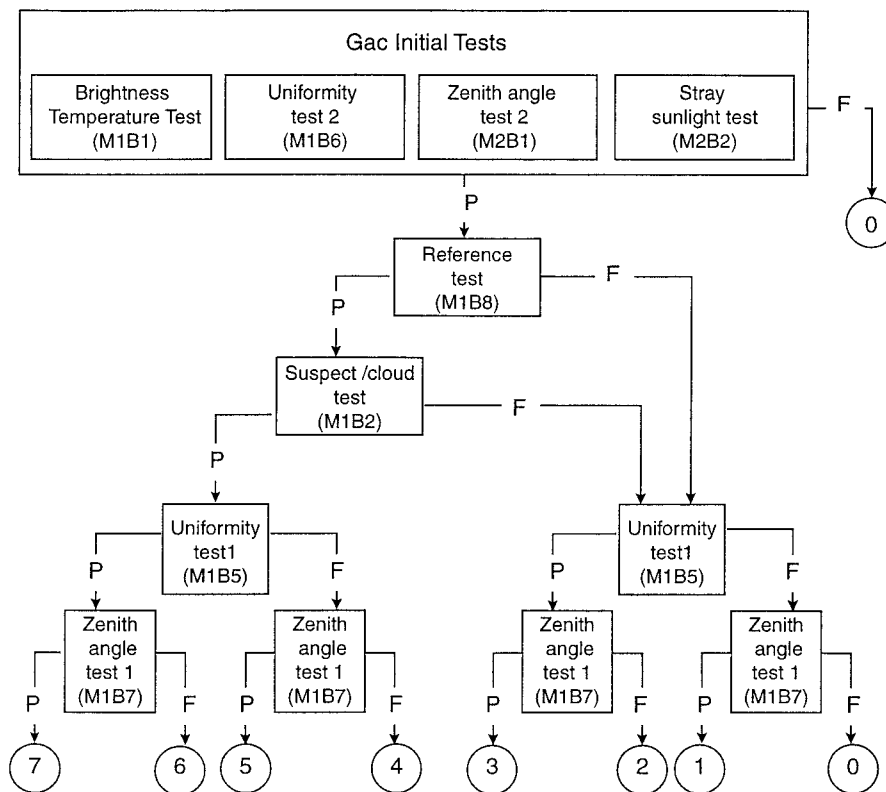 Gac Initial Tests
Brightness
Temperature Test
(M1B1)
Uniformity
test 2
(M1B6)
Zenith angle
test 2
(M2B1)
Stray
sunlight test
(M2B2)
F
0
P
Reference
test
(M1B8)
P
F
Suspect /cloud
test
(M1B2)
P
F
Uniformity
test1
(M1B5)
Uniformity
test1
(M1B5)
P
F
P
F
Zenith
angle
test 1
(M1B7)
Zenith
angle
test 1
(M1B7)
Zenith
angle
test 1
(M1B7)
Zenith
angle
test 1
(M1B7)
P
F
P
F
P
F
P
F
7
6
5
4
3
2
1
0